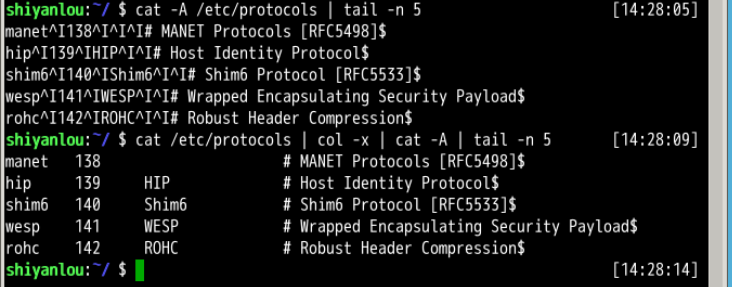 shiyanlou:~/ $ cat -A /etc/protocols | tail -n 5 [14:28:05]
manet^I138^I^I^I# MANET Protocols [RFC5498]$
hip^I139^IHIP^I^I# Host Identity Protocol$
shim6^I140^IShim6^I^I# Shim6 Protocol [RFC5533]$
wesp^I141^IWESP^I^I# Wrapped Encapsulating Security Payload$
rohc^I142^IROHC^I^I# Robust Header Compression$
shiyanlou:~/ $ cat /etc/protocols | col -x | cat -A | tail -n 5 [14:28:09]
manet   138                     # MANET Protocols [RFC5498]$
hip     139     HIP             # Host Identity Protocol$
shim6   140     Shim6           # Shim6 Protocol [RFC5533]$
wesp    141     WESP            # Wrapped Encapsulating Security Payload$
rohc    142     ROHC            # Robust Header Compression$
shiyanlou:~/ $ [14:28:14]